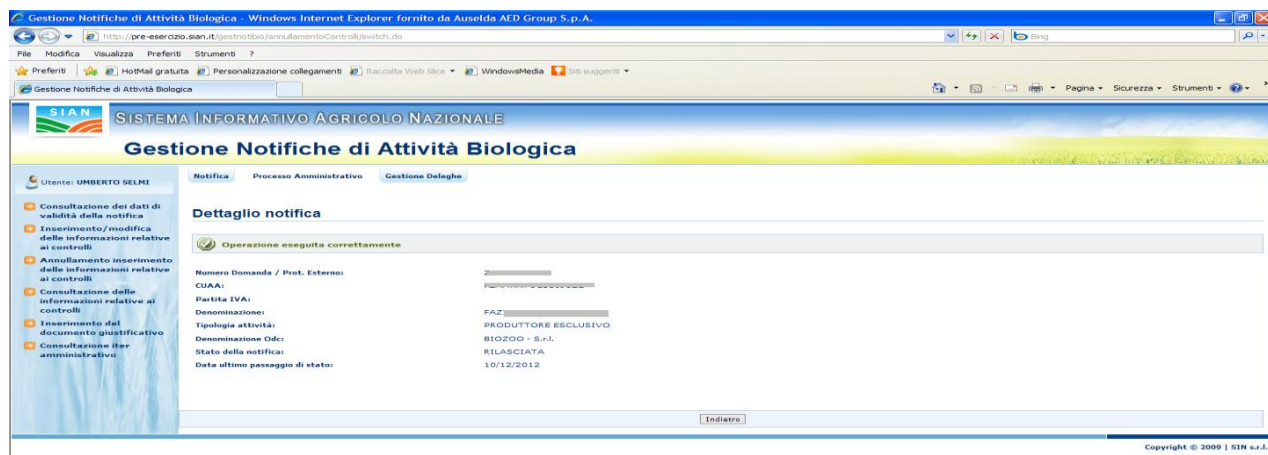 Gestione Notifiche di Attività Biologica - Windows Internet Explorer fornito da Auselda AED Group S.p.A.
http://pre-esercizio.sian.it/gestnotibio/annullamentoControlli/switch.do
Bing
File Modifica Visualizza Preferiti Strumenti ?
Preferiti HotMail gratuita Personalizzazione collegamenti Raccolta Web Slice WindowsMedia Siti suggeriti
Gestione Notifiche di Attività Biologica
Pagina Sicurezza Strumenti
SIAN
SISTEMA INFORMATIVO AGRICOLO NAZIONALE
Gestione Notifiche di Attività Biologica
Utente: UMBERTO SELMI
Notifica Processo Amministrativo Gestione Deleghe
Consultazione dei dati di
validità della notifica
Inserimento/modifica
delle informazioni relative
ai controlli
Annullamento inserimento
delle informazioni relative
ai controlli
Consultazione delle
informazioni relative ai
controlli
Inserimento del
documento giustificativo
Consultazione iter
amministrativo
Dettaglio notifica
Operazione eseguita correttamente
Numero Domanda / Prot. Esterno: 2
CUAA:
Partita IVA:
Denominazione: FAZ
Tipologia attività: PRODUTTORE ESCLUSIVO
Denominazione Odc: BIOZOO - S.r.l.
Stato della notifica: RILASCIATA
Data ultimo passaggio di stato: 10/12/2012
Indietro
Copyright © 2009 | SIN s.r.l.